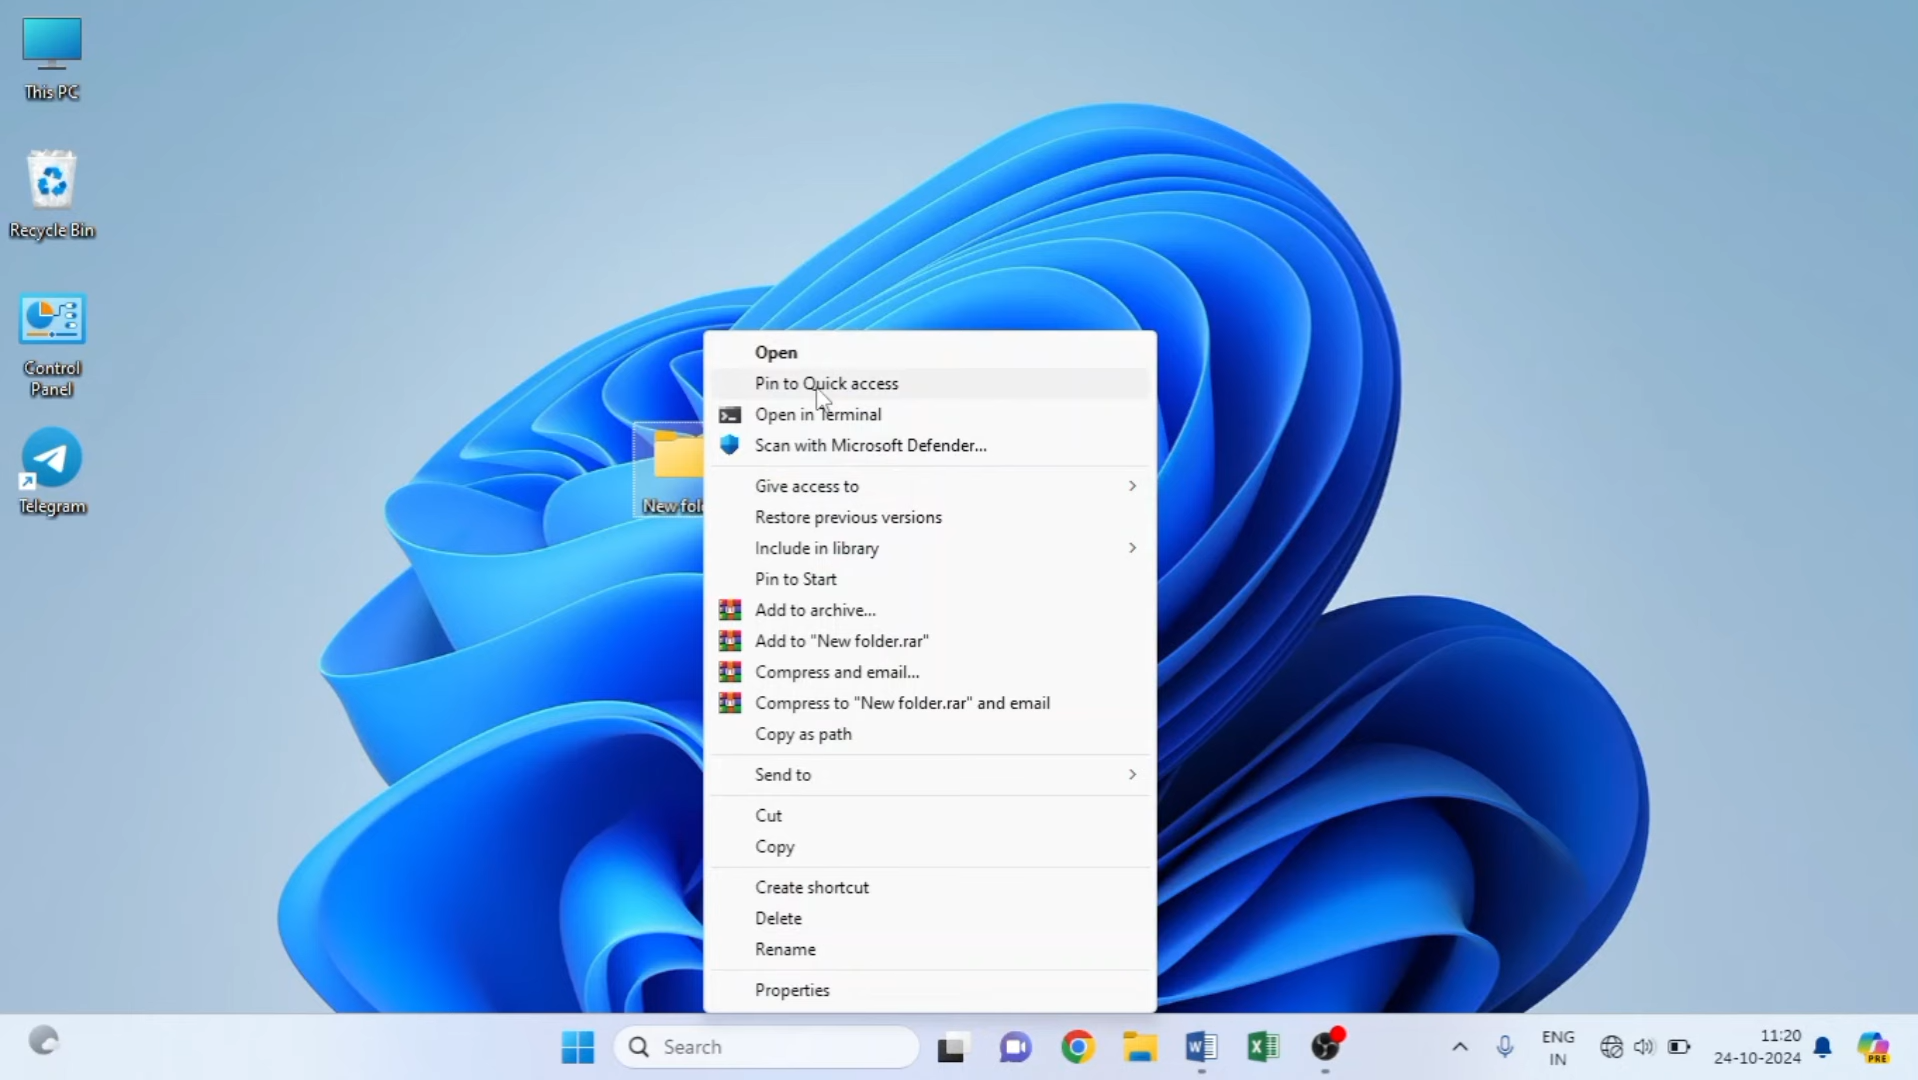 This PC
Recycle Bin
Control
Panel
Telegram
Open
Pin to Quick access
Open in Terminal
Scan with Microsoft Defender...
Give access to
Restore previous versions
Include in library
Pin to Start
Add to archive...
Add to "New folder.rar"
Compress and email...
Compress to "New folder.rar" and email
Copy as path
Send to
Cut
Copy
Create shortcut
Delete
Rename
Properties
New fol
Search
W
X
ENG
IN
11:20
24-10-2024
PRE